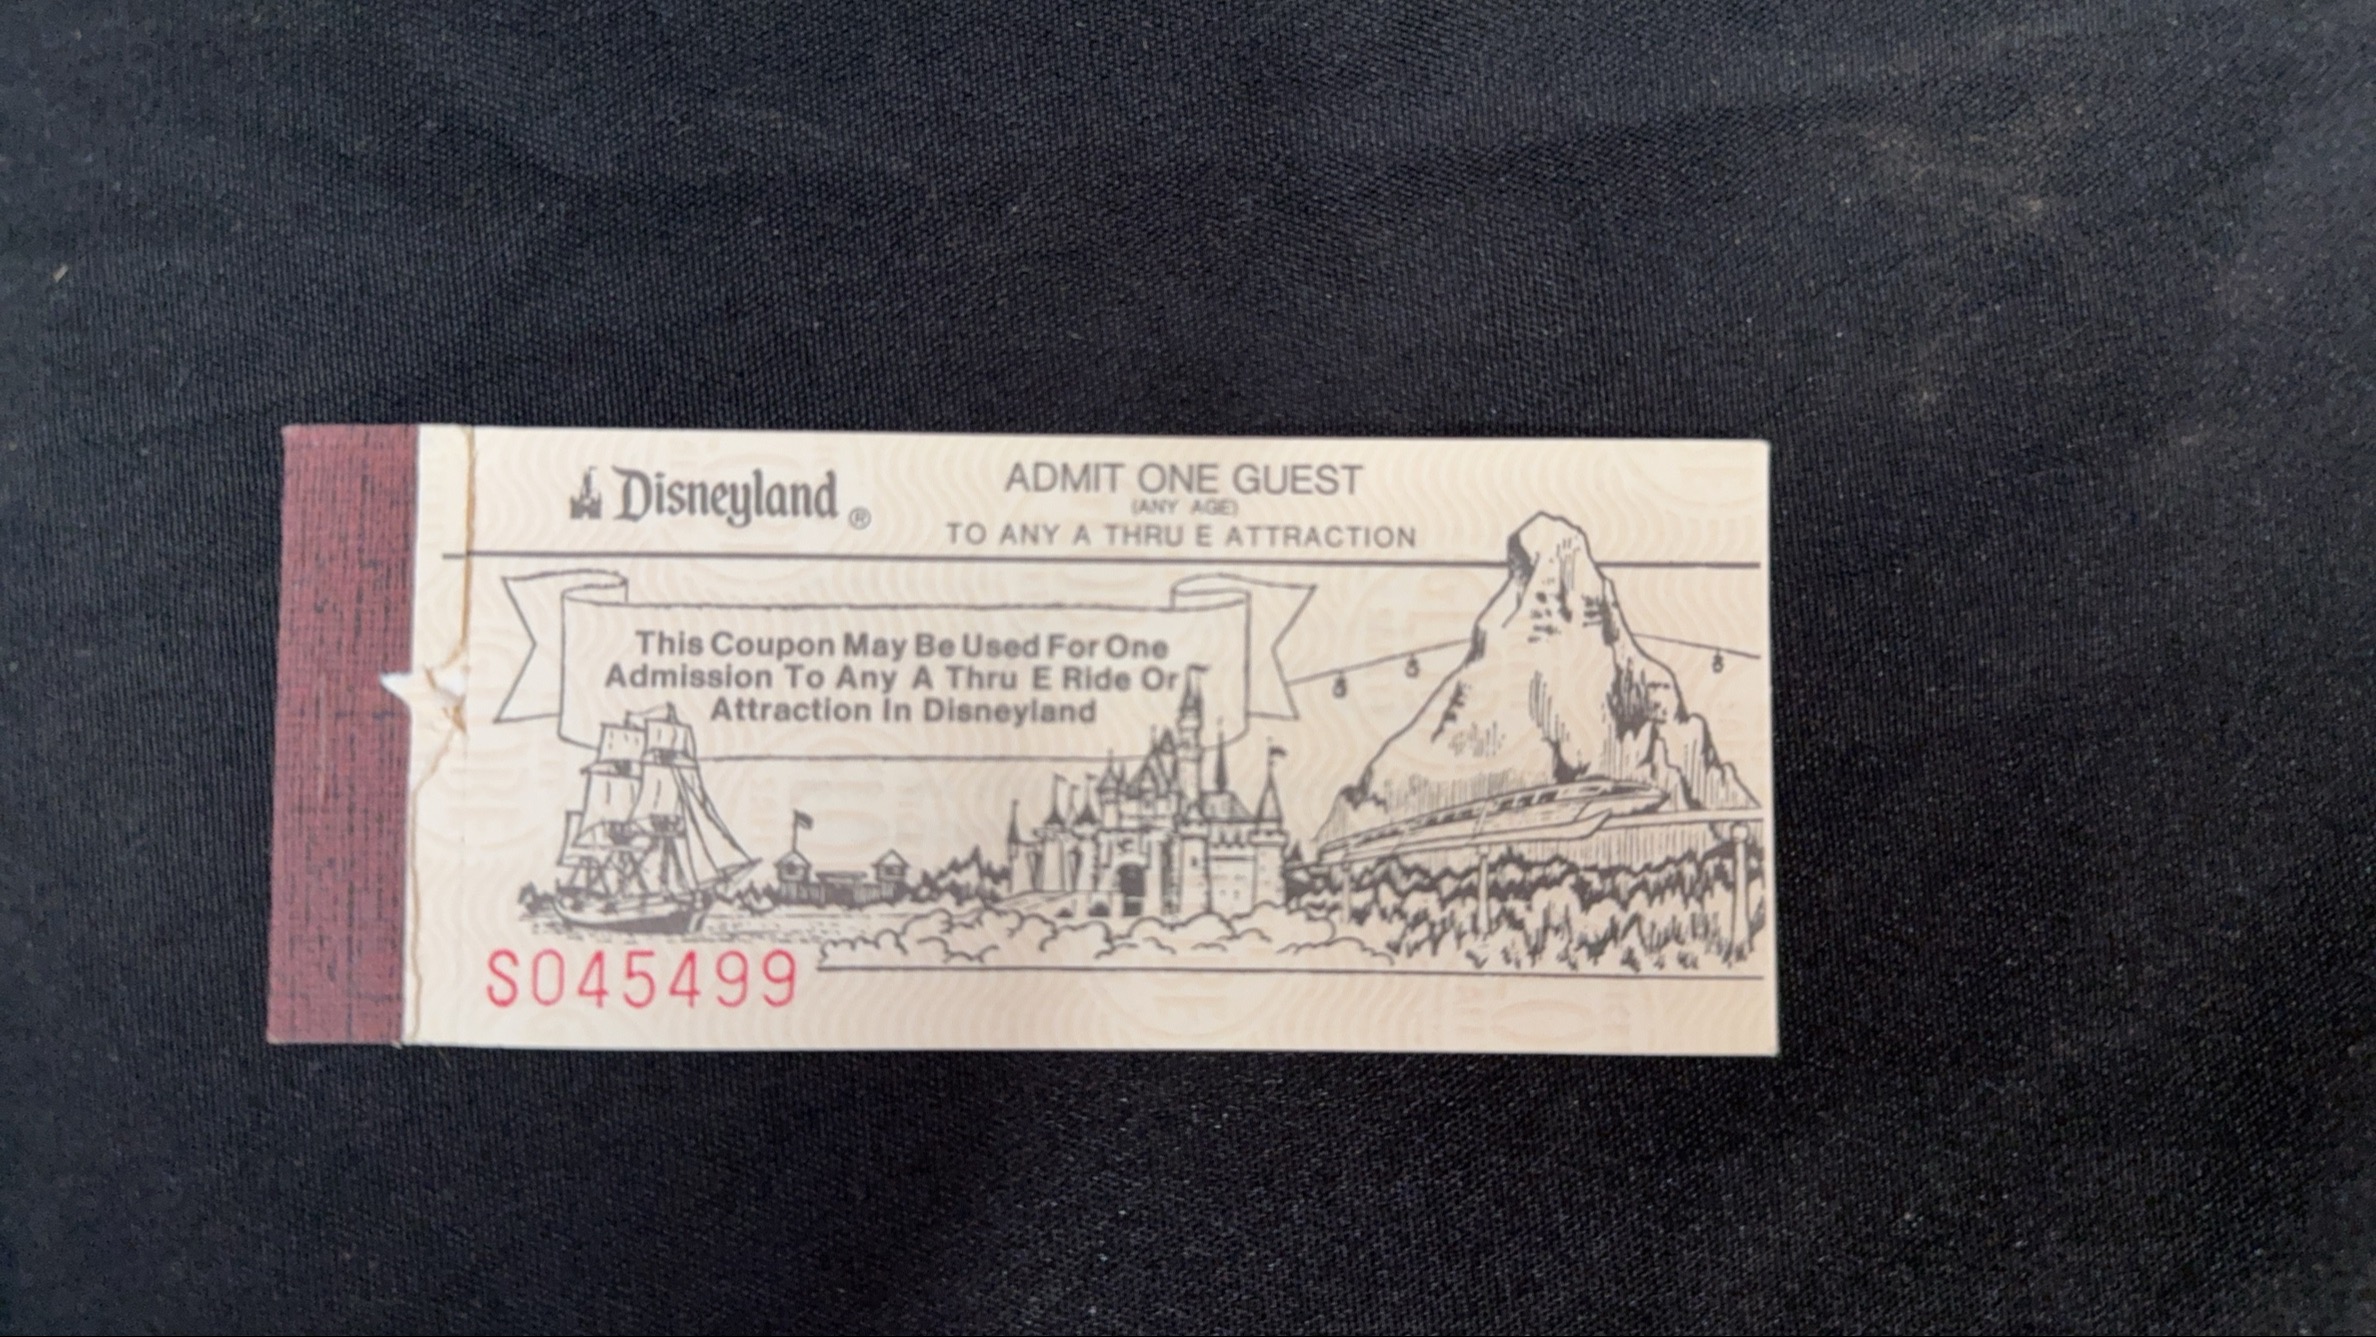 Disneyland ®
ADMIT ONE GUEST
(ANY AGE)
TO ANY A THRU E ATTRACTION
This Coupon May Be Used For One
Admission To Any A Thru E Ride Or
Attraction In Disneyland
S045499